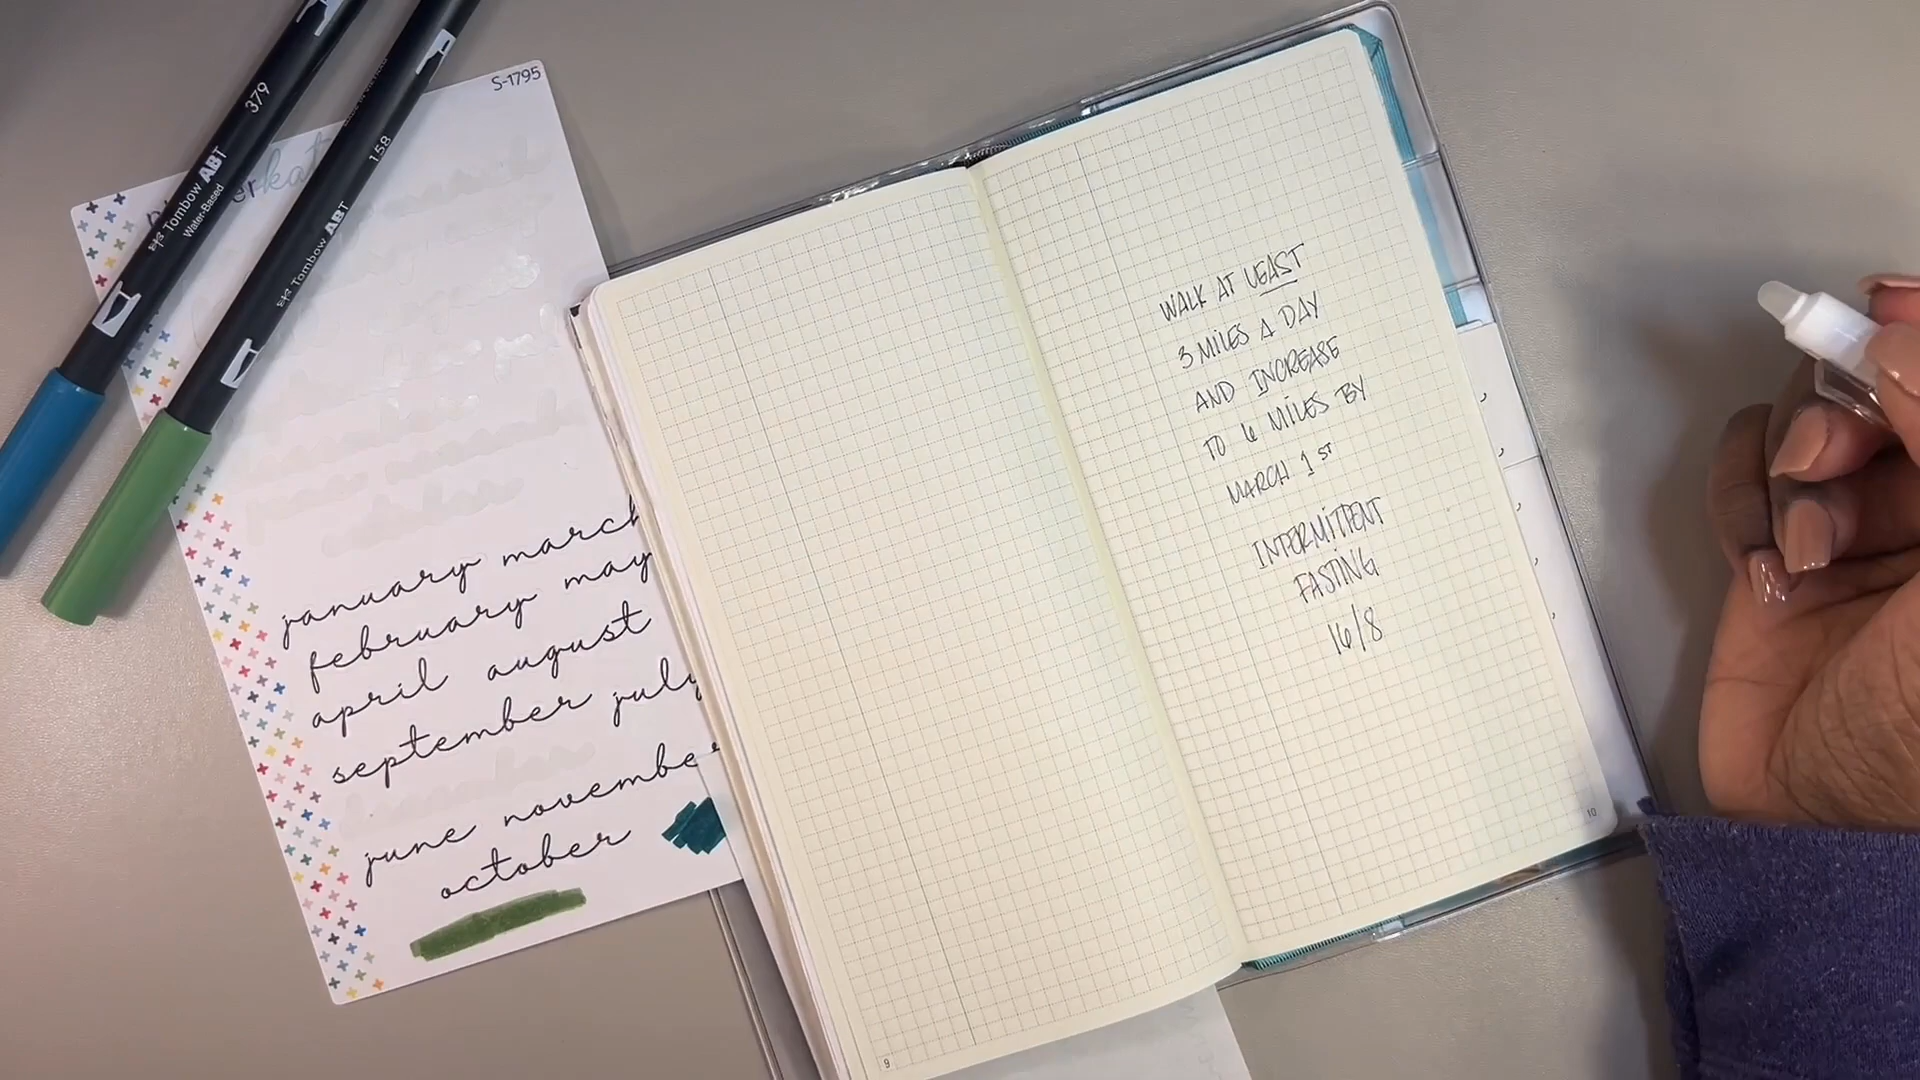 379
Tombow ABT
Water-Based
158
Tombow ABT
S-1795
january march
february may
april august
september july
june november
october
9
WALK AT LEAST
3 MILES A DAY
AND INCREASE
TO 6 MILES BY
MARCH 1ST
INTERMITTENT
FASTING
16/8
10